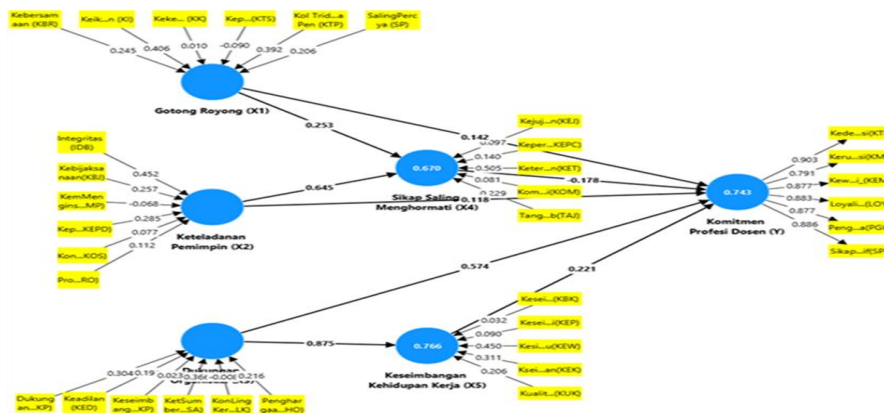 Kebersam
aan (KBR)
Keik...n (KI)
Keke... (KK)
Kep...(KTS)
Kol Trid...a
Pen (KTP)
SalingPerc
ya (SP)
0.245
0.406
0.010
-0.090
0.392
0.206
Gotong Royong (X1)
0.253
0.142
Integritas
(IDB)
Kebijaksa
naan(KBJ)
KemMen
gins...MP)
Kep...KEPD)
Kon...KOS)
Pro...RO)
0.452
0.257
-0.068
0.285
0.077
0.112
Keteladanan
Pemimpin (X2)
0.645
0.670
Sikap Saling
Menghormati (X4)
Kejuj...n(KEJ)
Keper...KEPC)
Keter...n(KET)
Kom...i(KOM)
Tang...b(TAJ)
0.097
0.140
0.505
0.081
0.229
-0.178
0.118
0.743
Komitmen
Profesi Dosen (Y)
0.903
0.791
0.877
0.883
0.877
0.886
Kede...si(KT
Keru...si(KM
Kew...i_(KEM
Loyali...(LOY
Peng...a(PGI
Sikap...if(SP
0.574
0.221
0.875
0.766
Keseimbangan
Kehidupan Kerja (X5)
Kesei...(KBK)
Kesei...i(KEP)
Kesi...u(KEW)
Ksei...an(KEK)
Kualit...(KUK)
0.032
0.090
0.450
0.311
0.206
Dukungan
0.304
0.19
0.023
0.216
Dukung
an...KP)
Keadilan
(KED)
Keseimb
ang...KP)
KetSum
ber...SA)
KonLing
Ker...LK)
Penghar
gaa...HO)